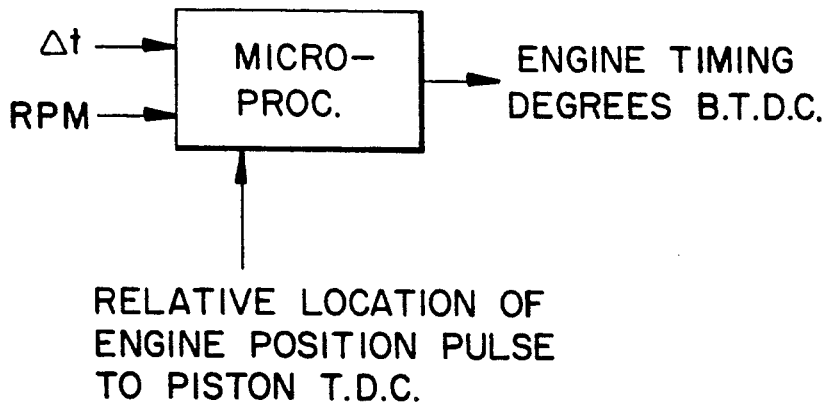 Δt
RPM
MICRO-
PROC.
ENGINE TIMING
DEGREES B.T.D.C.
RELATIVE LOCATION OF
ENGINE POSITION PULSE
TO PISTON T.D.C.